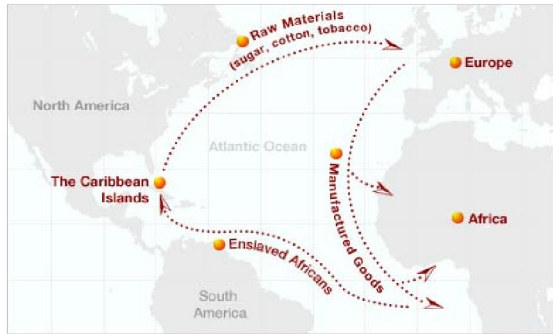 Raw Materials
(sugar, cotton, tobacco)
Europe
North America
Atlantic Ocean
The Caribbean
Islands
Manufactured Goods
Africa
Enslaved Africans
South
America